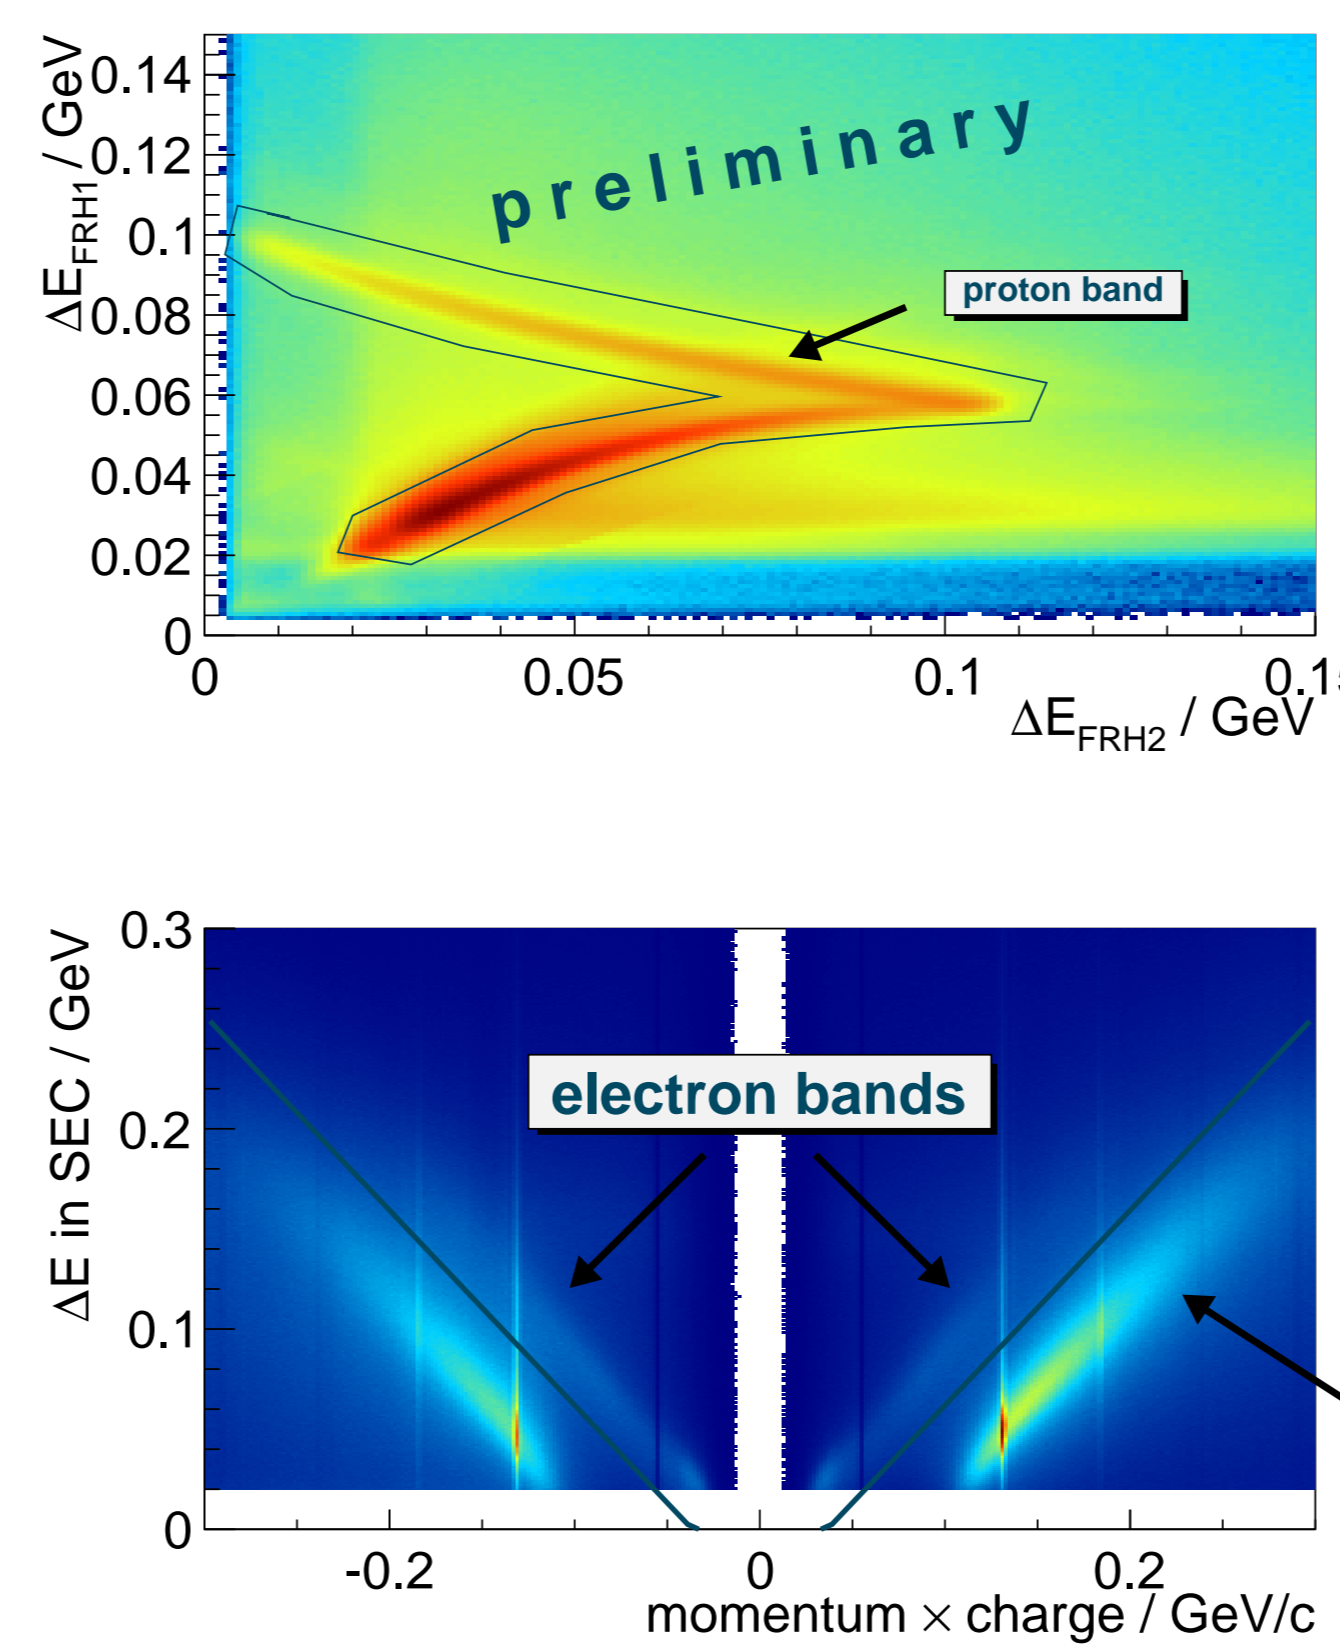 ΔE_FRH1 / GeV
0.14
0.12
preliminary
0.1
proton band
0.08
0.06
0.04
0.02
0
0 0.05 0.1 0.1
ΔE_FRH2 / GeV
ΔE in SEC / GeV
0.3
electron bands
0.2
0.1
0
-0.2 0 0.2
momentum × charge / GeV/c